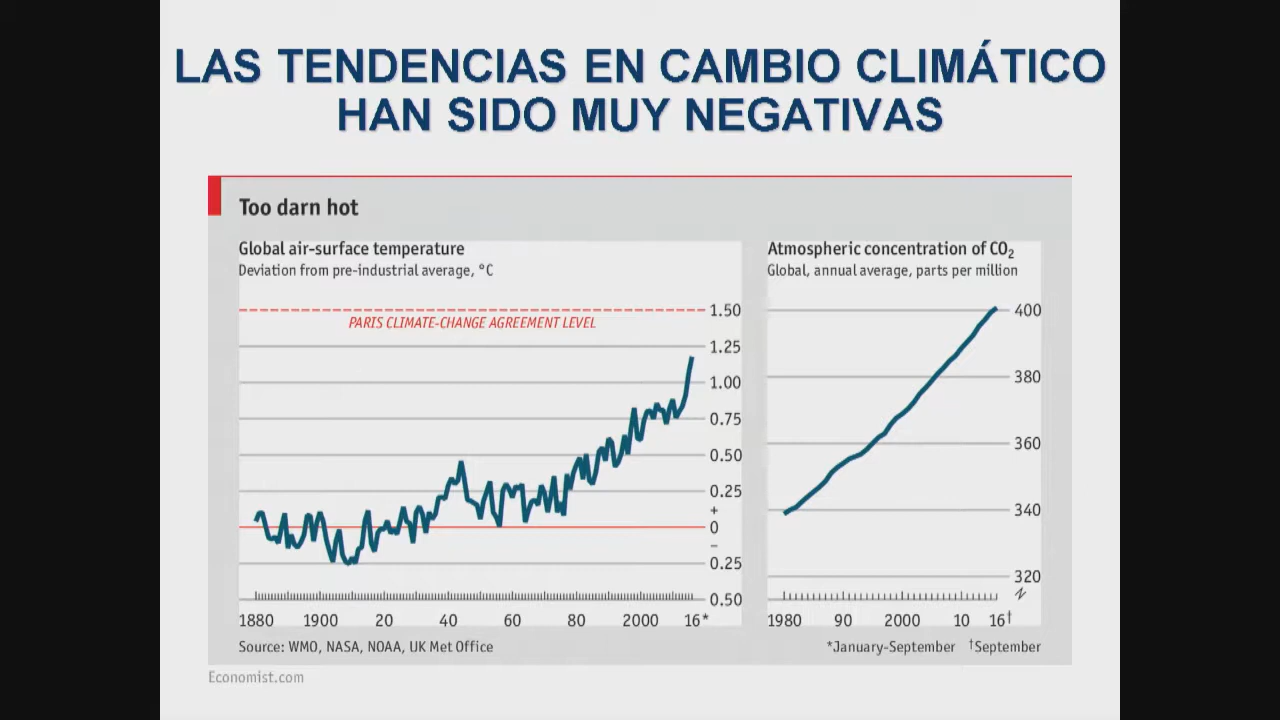 LAS TENDENCIAS EN CAMBIO CLIMÁTICO
HAN SIDO MUY NEGATIVAS
Too darn hot
Global air-surface temperature
Deviation from pre-industrial average, °C
PARIS CLIMATE-CHANGE AGREEMENT LEVEL
1.50
1.25
1.00
0.75
0.50
0.25
+
0
–
0.25
0.50
1880 1900 20 40 60 80 2000 16*
Atmospheric concentration of CO₂
Global, annual average, parts per million
400
380
360
340
320
1980 90 2000 10 16†
Source: WMO, NASA, NOAA, UK Met Office
*January-September †September
Economist.com